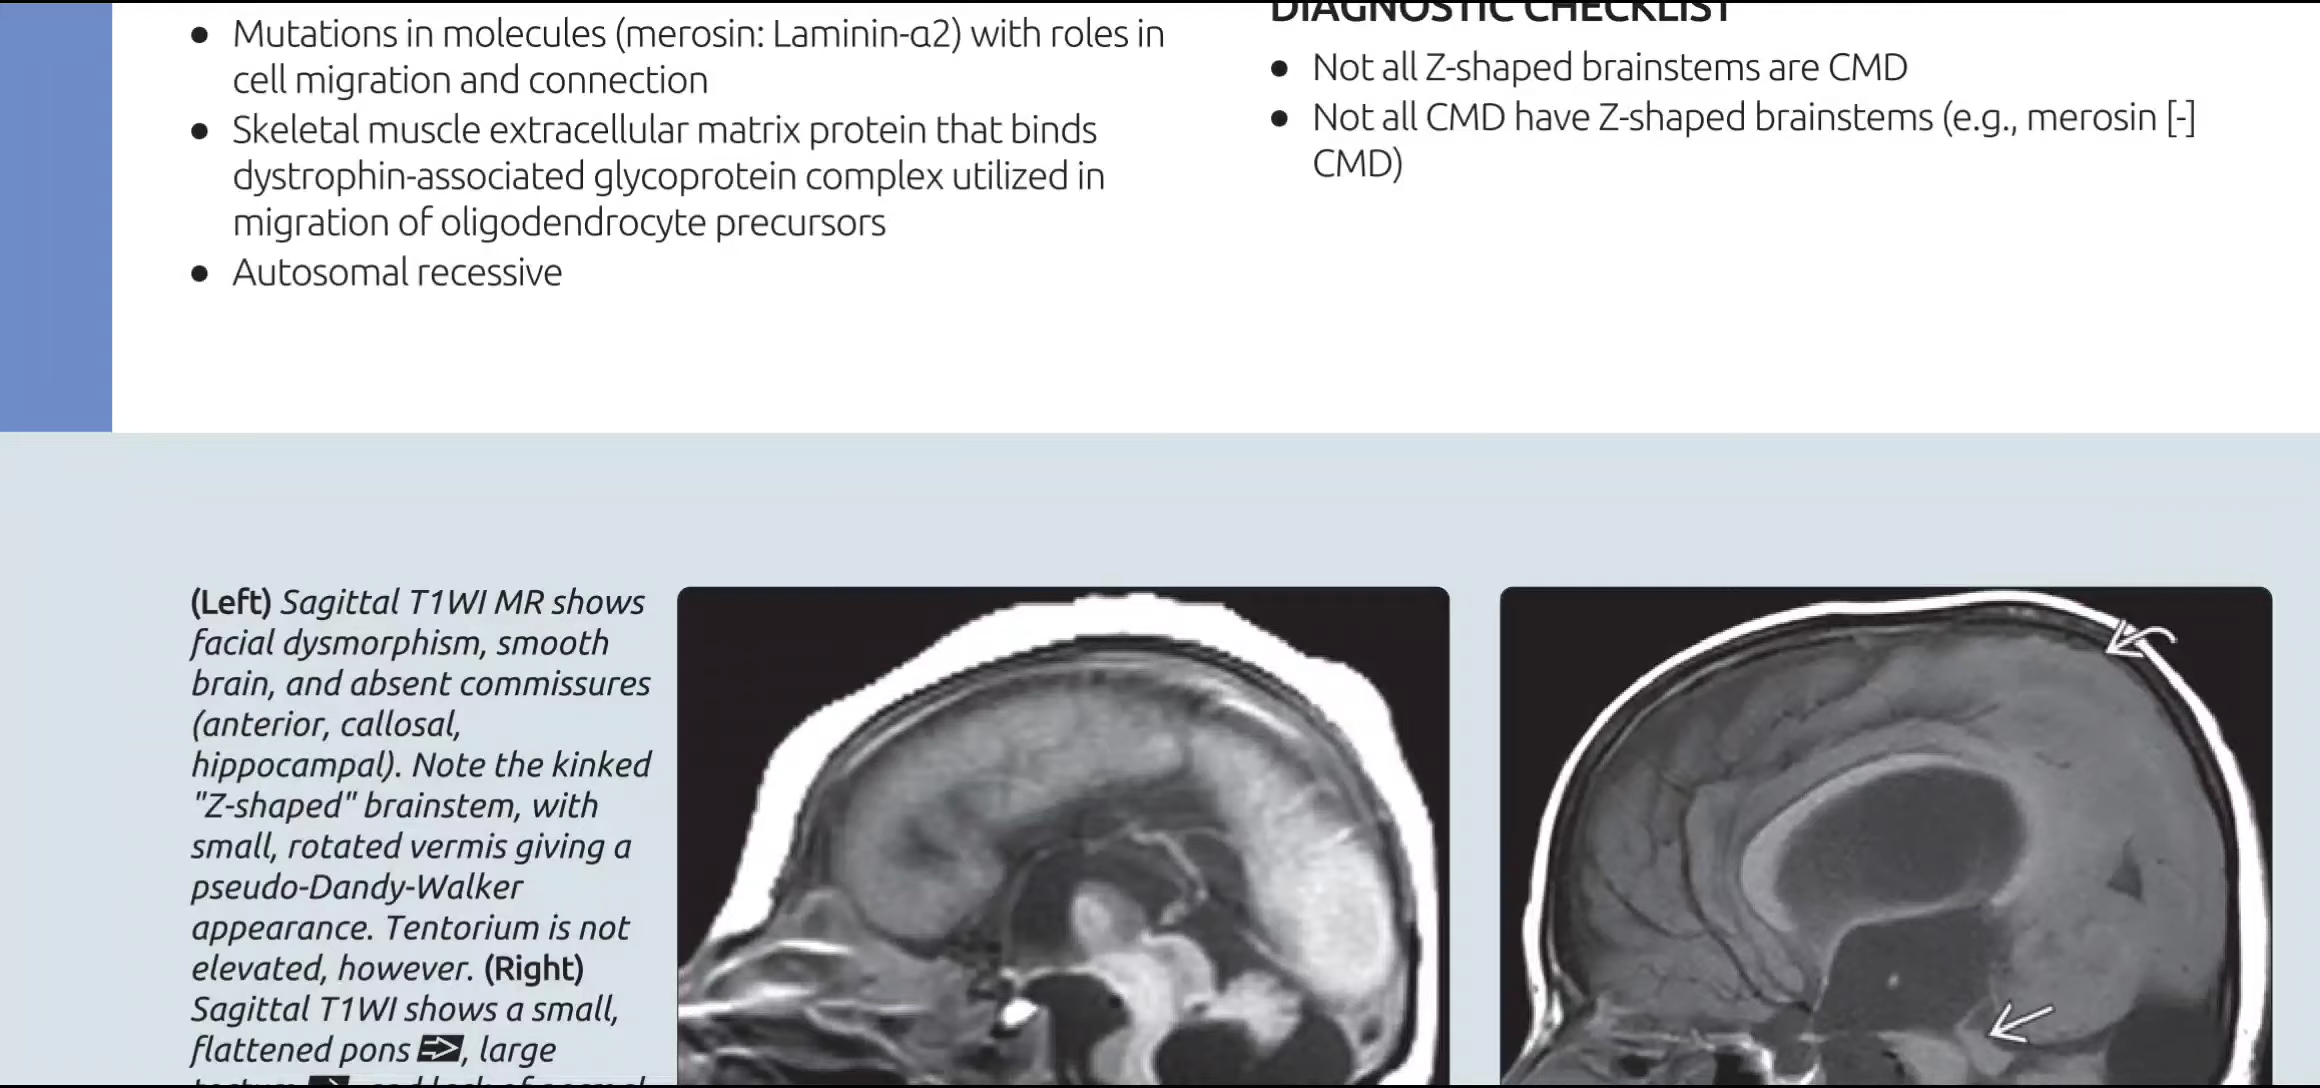 • Mutations in molecules (merosin: Laminin-α2) with roles in
cell migration and connection
• Skeletal muscle extracellular matrix protein that binds
dystrophin-associated glycoprotein complex utilized in
migration of oligodendrocyte precursors
• Autosomal recessive
DIAGNOSTIC CHECKLIST
• Not all Z-shaped brainstems are CMD
• Not all CMD have Z-shaped brainstems (e.g., merosin [-]
CMD)
(Left) Sagittal T1WI MR shows
facial dysmorphism, smooth
brain, and absent commissures
(anterior, callosal,
hippocampal). Note the kinked
"Z-shaped" brainstem, with
small, rotated vermis giving a
pseudo-Dandy-Walker
appearance. Tentorium is not
elevated, however. (Right)
Sagittal T1WI shows a small,
flattened pons, large